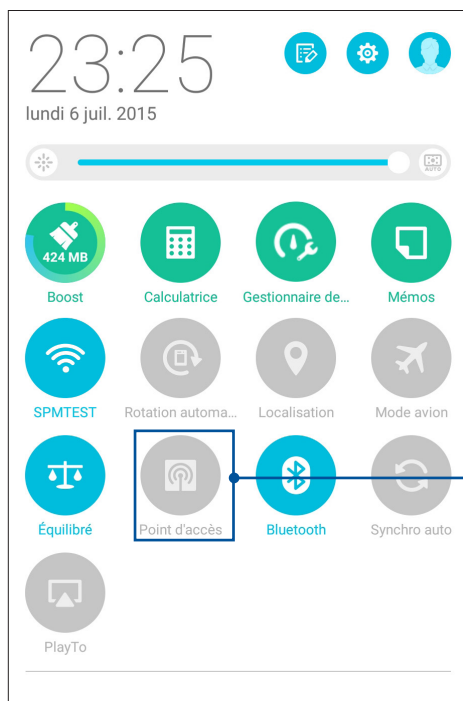 23:25
lundi 6 juil. 2015
AUTO
424 MB
Boost
Calculatrice
Gestionnaire de...
Mémos
SPMTEST
Rotation automa...
Localisation
Mode avion
Équilibré
Point d'accès
Bluetooth
Synchro auto
PlayTo